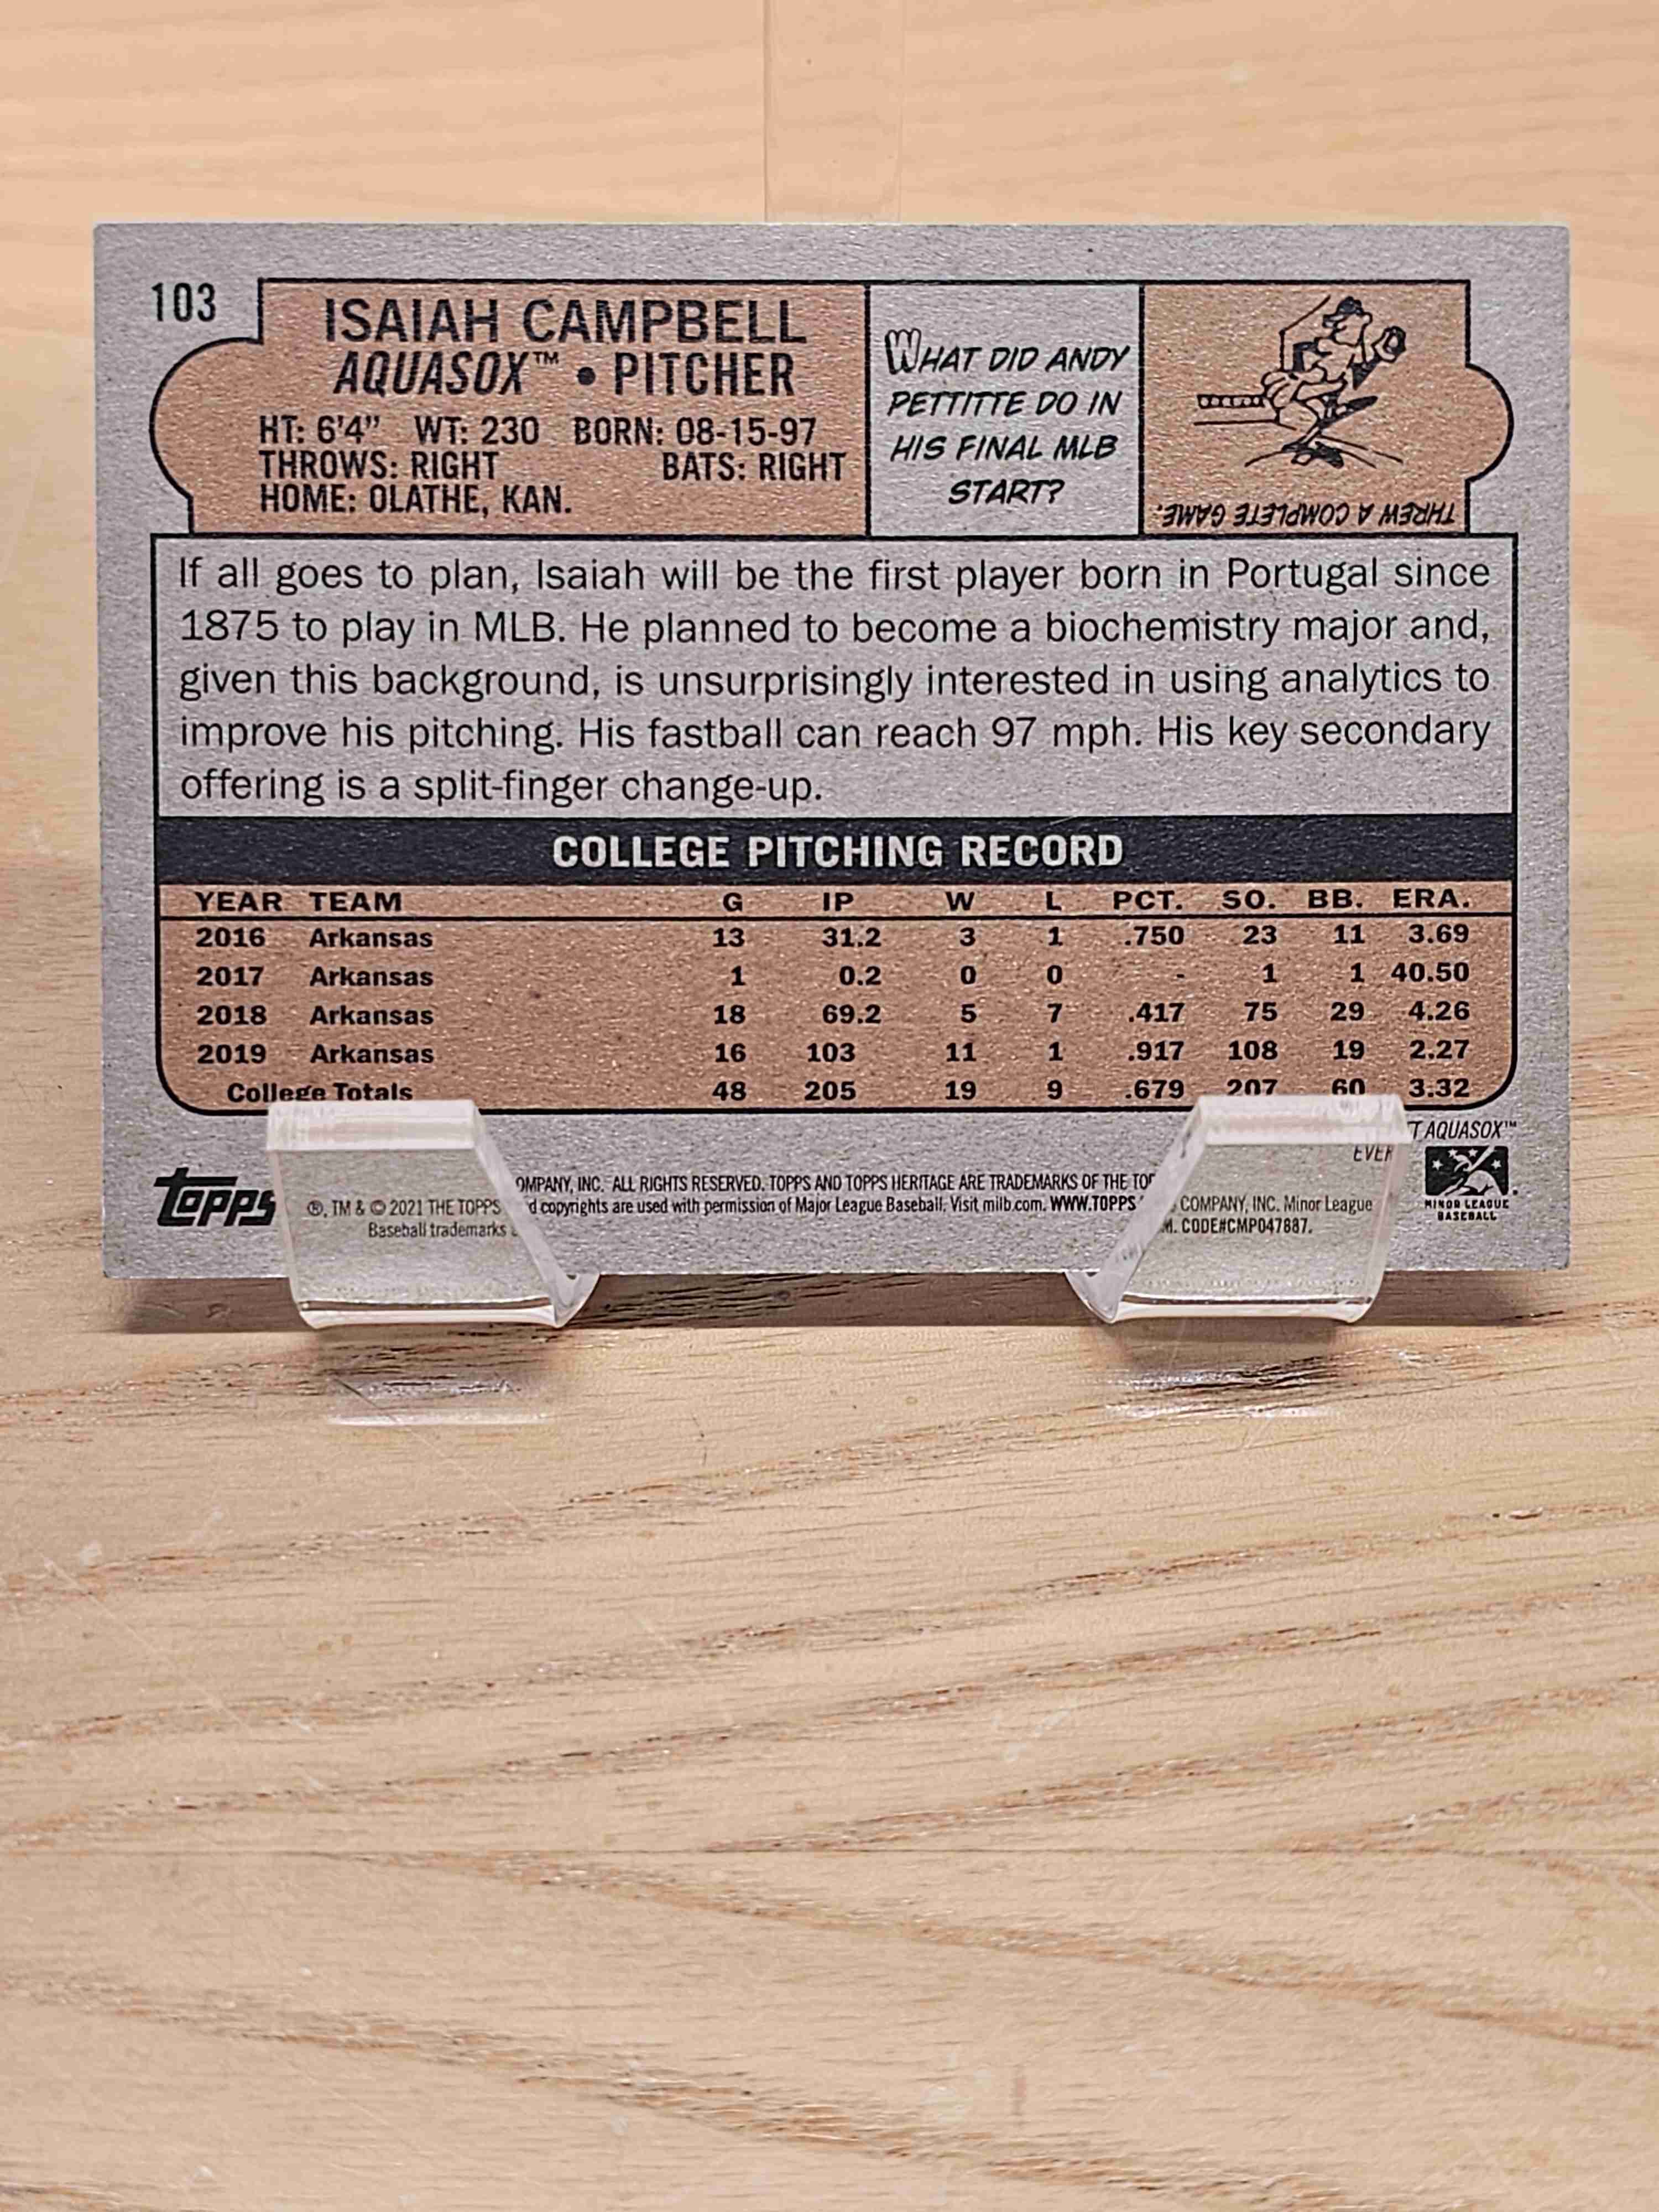 103
ISAIAH CAMPBELL
AQUASOX™ • PITCHER
HT: 6'4" WT: 230 BORN: 08-15-97
THROWS: RIGHT BATS: RIGHT
HOME: OLATHE, KAN.
WHAT DID ANDY
PETTITTE DO IN
HIS FINAL MLB
START?
THREW A COMPLETE GAME.
If all goes to plan, Isaiah will be the first player born in Portugal since
1875 to play in MLB. He planned to become a biochemistry major and,
given this background, is unsurprisingly interested in using analytics to
improve his pitching. His fastball can reach 97 mph. His key secondary
offering is a split-finger change-up.
COLLEGE PITCHING RECORD
YEAR TEAM G IP W L PCT. SO. BB. ERA.
2016 Arkansas 13 31.2 3 1 .750 23 11 3.69
2017 Arkansas 1 0.2 0 0 - 1 1 40.50
2018 Arkansas 18 69.2 5 7 .417 75 29 4.26
2019 Arkansas 16 103 11 1 .917 108 19 2.27
College Totals 48 205 19 9 .679 207 60 3.32
AQUASOX™
topps
®, TM & © 2021 THE TOPPS COMPANY, INC. ALL RIGHTS RESERVED. TOPPS AND TOPPS HERITAGE ARE TRADEMARKS OF THE COMPANY, INC. Minor League
Baseball trademarks copyrights are used with permission of Major League Baseball. Visit milb.com. WWW.TOPPS CODE#CMP047887.
MINOR LEAGUE
BASEBALL